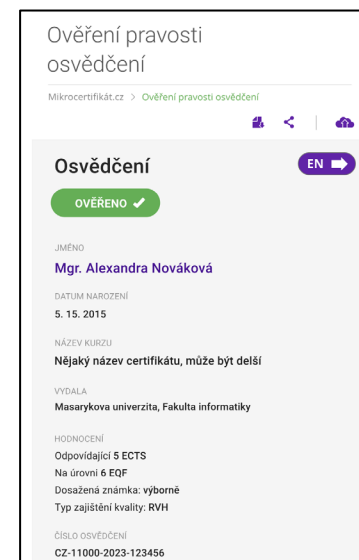 Ověření pravosti
osvědčení
Mikrocertifikát.cz > Ověření pravosti osvědčení
Osvědčení
EN
OVĚŘENO
JMÉNO
Mgr. Alexandra Nováková
DATUM NAROZENÍ
5. 15. 2015
NÁZEV KURZU
Nějaký název certifikátu, může být delší
VYDALA
Masarykova univerzita, Fakulta informatiky
HODNOCENÍ
Odpovídající 5 ECTS
Na úrovni 6 EQF
Dosažená známka: výborně
Typ zajištění kvality: RVH
ČÍSLO OSVĚDČENÍ
CZ-11000-2023-123456